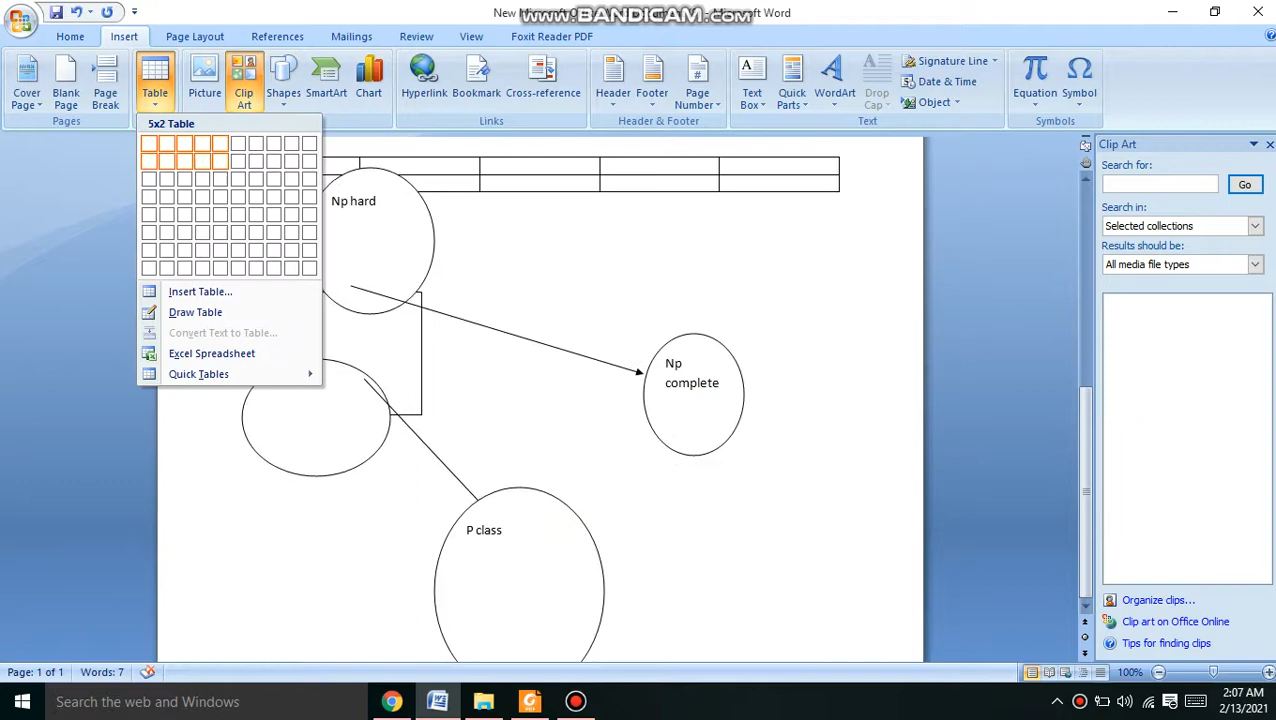 New Microsoft
Microsoft Word
www.BANDICAM.com
Home
Insert
Page Layout
References
Mailings
Review
View
Foxit Reader PDF
Cover Page
Blank Page
Page Break
Table
Picture
Clip Art
Shapes
SmartArt
Chart
Hyperlink
Bookmark
Cross-reference
Header
Footer
Page Number
Text Box
Quick Parts
WordArt
Drop Cap
Signature Line
Date & Time
Object
Equation
Symbol
Pages
Links
Header & Footer
Text
Symbols
5x2 Table
Insert Table...
Draw Table
Convert Text to Table...
Excel Spreadsheet
Quick Tables
Np hard
Np
complete
P class
Clip Art
Search for:
Go
Search in:
Selected collections
Results should be:
All media file types
Organize clips...
Clip art on Office Online
Tips for finding clips
Page: 1 of 1
Words: 7
100%
Search the web and Windows
2:07 AM
2/13/2021